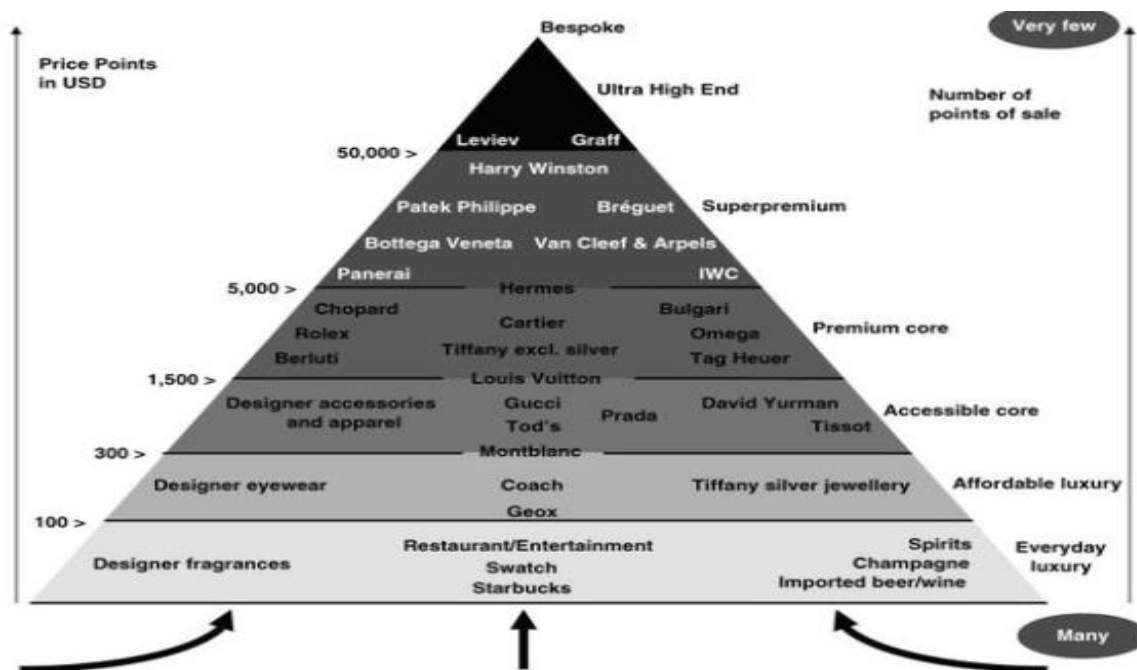 Bespoke
Very few
Price Points
in USD
Ultra High End
Number of
points of sale
Leviev Graff
50,000 >
Harry Winston
Patek Philippe Bréguet Superpremium
Bottega Veneta Van Cleef & Arpels
Panerai IWC
5,000 > Hermes
Chopard Bulgari
Cartier
Rolex Omega Premium core
Berluti Tiffany excl. silver Tag Heuer
1,500 > Louis Vuitton
Designer accessories
and apparel
Gucci
Tod's
Prada
David Yurman
Tissot
Accessible core
300 > Montblanc
Designer eyewear Coach Tiffany silver jewellery Affordable luxury
Geox
100 >
Designer fragrances
Restaurant/Entertainment
Swatch
Starbucks
Spirits
Champagne
Imported beer/wine
Everyday
luxury
Many